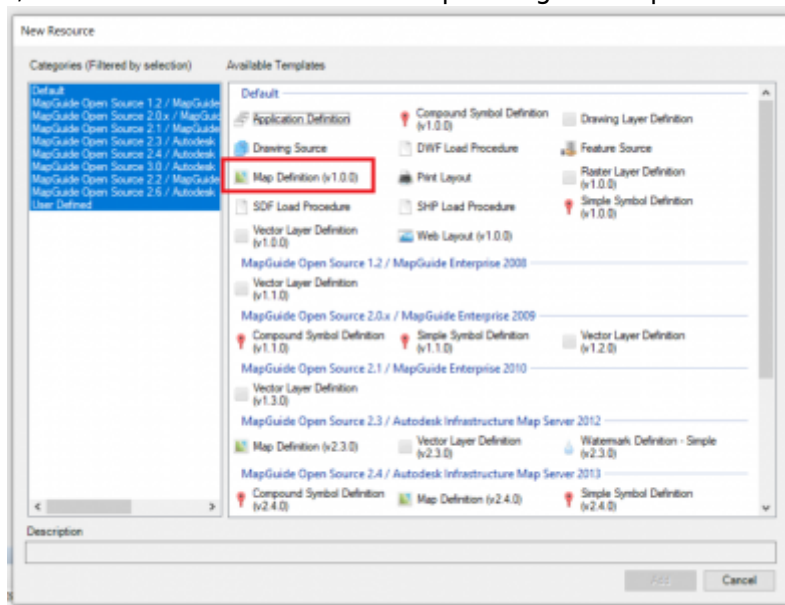 New Resource
Categories (Filtered by selection)
Available Templates
Default
MapGuide Open Source 1.2 / MapGuide
MapGuide Open Source 2.0.x / MapGuid
MapGuide Open Source 2.1 / MapGuide
MapGuide Open Source 2.3 / Autodesk
MapGuide Open Source 2.4 / Autodesk
MapGuide Open Source 3.0 / Autodesk
MapGuide Open Source 2.2 / MapGuide
MapGuide Open Source 2.6 / Autodesk
User Defined
Default
Application Definition
Compound Symbol Definition
(v1.0.0)
Drawing Layer Definition
Drawing Source
DWF Load Procedure
Feature Source
Map Definition (v1.0.0)
Print Layout
Raster Layer Definition
(v1.0.0)
SDF Load Procedure
SHP Load Procedure
Simple Symbol Definition
(v1.0.0)
Vector Layer Definition
(v1.0.0)
Web Layout (v1.0.0)
MapGuide Open Source 1.2 / MapGuide Enterprise 2008
Vector Layer Definition
(v1.1.0)
MapGuide Open Source 2.0.x / MapGuide Enterprise 2009
Compound Symbol Definition
(v1.1.0)
Simple Symbol Definition
(v1.1.0)
Vector Layer Definition
(v1.2.0)
MapGuide Open Source 2.1 / MapGuide Enterprise 2010
Vector Layer Definition
(v1.3.0)
MapGuide Open Source 2.3 / Autodesk Infrastructure Map Server 2012
Map Definition (v2.3.0)
Vector Layer Definition
(v2.3.0)
Watermark Definition - Simple
(v2.3.0)
MapGuide Open Source 2.4 / Autodesk Infrastructure Map Server 2013
Compound Symbol Definition
(v2.4.0)
Map Definition (v2.4.0)
Simple Symbol Definition
(v2.4.0)
Description
Add
Cancel